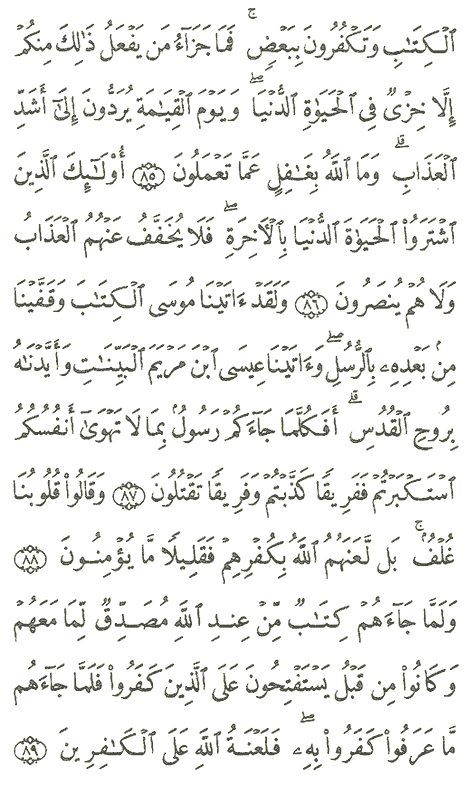 ٱلْكِتَٰبِ وَتَكْفُرُونَ بِبَعْضٍۢ ۚ فَمَا جَزَآءُ مَن يَفْعَلُ ذَٰلِكَ مِنكُمْ
إِلَّا خِزْىٌۭ فِى ٱلْحَيَوٰةِ ٱلدُّنْيَا ۖ وَيَوْمَ ٱلْقِيَٰمَةِ يُرَدُّونَ إِلَىٰٓ أَشَدِّ
ٱلْعَذَابِ ۗ وَمَا ٱللَّهُ بِغَٰفِلٍ عَمَّا تَعْمَلُونَ ﴿٨٥﴾ أُو۟لَٰٓئِكَ ٱلَّذِينَ
ٱشْتَرَوُا۟ ٱلْحَيَوٰةَ ٱلدُّنْيَا بِٱلْءَاخِرَةِ ۖ فَلَا يُخَفَّفُ عَنْهُمُ ٱلْعَذَابُ
وَلَا هُمْ يُنصَرُونَ ﴿٨٦﴾ وَلَقَدْ ءَاتَيْنَا مُوسَى ٱلْكِتَٰبَ وَقَفَّيْنَا
مِنۢ بَعْدِهِۦ بِٱلرُّسُلِ ۖ وَءَاتَيْنَا عِيسَى ٱبْنَ مَرْيَمَ ٱلْبَيِّنَٰتِ وَأَيَّدْنَٰهُ
بِرُوحِ ٱلْقُدُسِ ۗ أَفَكُلَّمَا جَآءَكُمْ رَسُولٌۢ بِمَا لَا تَهْوَىٰٓ أَنفُسُكُمُ
ٱسْتَكْبَرْتُمْ فَفَرِيقًۭا كَذَّبْتُمْ وَفَرِيقًۭا تَقْتُلُونَ ﴿٨٧﴾ وَقَالُوا۟ قُلُوبُنَا
غُلْفٌۢ ۚ بَل لَّعَنَهُمُ ٱللَّهُ بِكُفْرِهِمْ فَقَلِيلًۭا مَّا يُؤْمِنُونَ ﴿٨٨﴾
وَلَمَّا جَآءَهُمْ كِتَٰبٌۭ مِّنْ عِندِ ٱللَّهِ مُصَدِّقٌۭ لِّمَا مَعَهُمْ
وَكَانُوا۟ مِن قَبْلُ يَسْتَفْتِحُونَ عَلَى ٱلَّذِينَ كَفَرُوا۟ فَلَمَّا جَآءَهُم
مَّا عَرَفُوا۟ كَفَرُوا۟ بِهِۦ ۚ فَلَعْنَةُ ٱللَّهِ عَلَى ٱلْكَٰفِرِينَ ﴿٨٩﴾